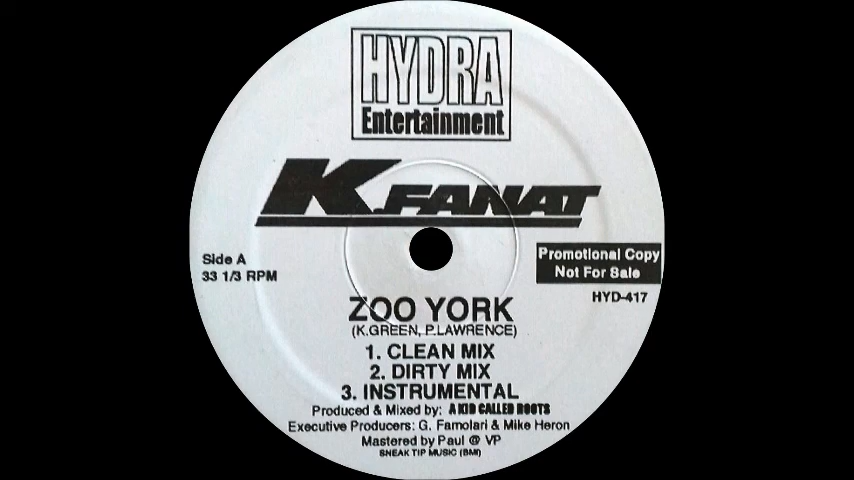 HYDRA
Entertainment
K.FANAT
Side A
33 1/3 RPM
Promotional Copy
Not For Sale
HYD-417
ZOO YORK
(K.GREEN, P.LAWRENCE)
1. CLEAN MIX
2. DIRTY MIX
3. INSTRUMENTAL
Produced & Mixed by: A KID CALLED ROOTS
Executive Producers: G. Famolari & Mike Heron
Mastered by Paul @ VP
SNEAK TIP MUSIC (BMI)